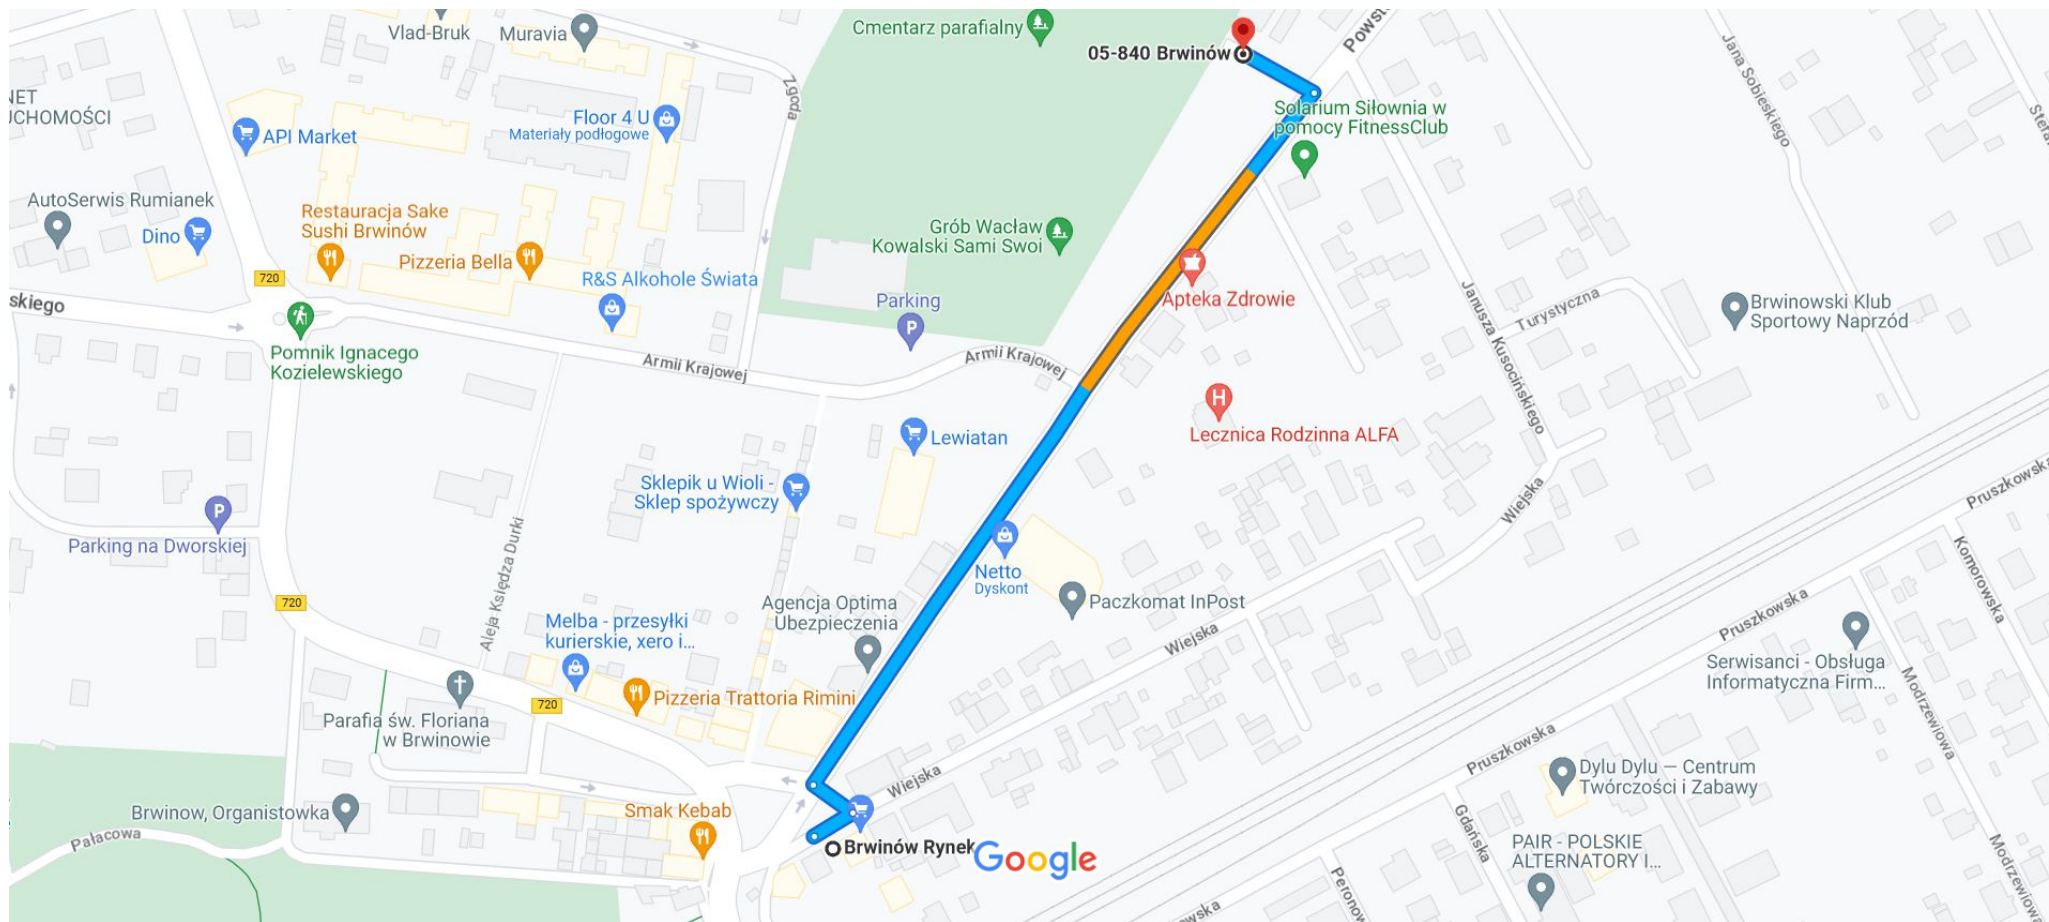 Vlad-Bruk
Muravia
Cmentarz parafialny
05-840 Brwinów
Zgoda
Jana Sobieskiego
API Market
Floor 4 U
Materiały podłogowe
Solarium Siłownia w
pomocy FitnessClub
AutoSerwis Rumianek
Dino
Restauracja Sake
Sushi Brwinów
Pizzeria Bella
Grób Wacław
Kowalski Sami Swoi
720
R&S Alkohole Świata
Parking
P
Apteka Zdrowie
Janusza Kusocińskiego
Turystyczna
Brwinowski Klub
Sportowy Naprzód
Pomnik Ignacego
Kozielewskiego
Armii Krajowej
Armii Krajowej
H
Lecznica Rodzinna ALFA
Lewiatan
Sklepik u Wioli -
Sklep spożywczy
P
Parking na Dworskiej
Aleja Księdza Durki
Netto
Dyskont
Wiejska
Pruszkowska
Komorowska
720
Agencja Optima
Ubezpieczenia
Paczkomat InPost
Wiejska
Pruszkowska
Melba - przesyłki
kurierskie, xero i...
Serwisanci - Obsługa
Informatyczna Firm...
Modrzewiowa
Parafia św. Floriana
w Brwinowie
720
Pizzeria Trattoria Rimini
Pruszkowska
Dylu Dylu — Centrum
Twórczości i Zabawy
Wiejska
Brwinow, Organistowka
Smak Kebab
Pałacowa
Brwinów Rynek
Google
Gdańska
PAIR - POLSKIE
ALTERNATORY I...
Modrzewiowa